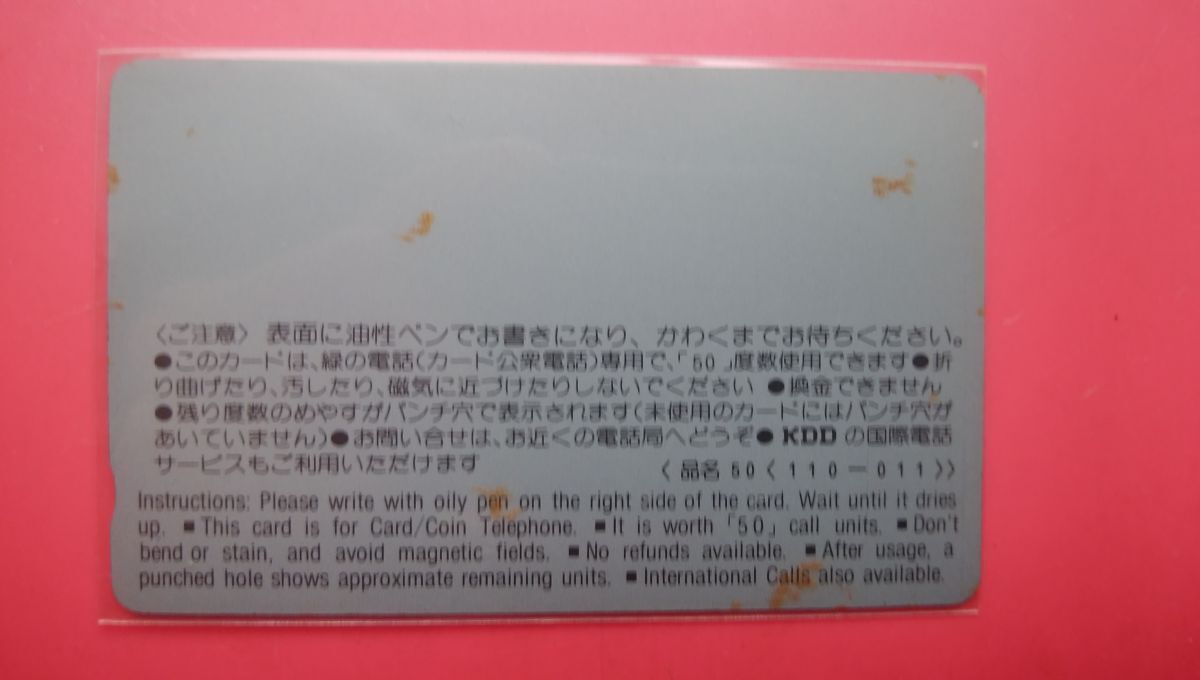 〈ご注意〉 表面に油性ペンでお書きになり、かわくまでお待ちください。
●このカードは、緑の電話(カード公衆電話)専用で、「50」度数使用できます●折
り曲げたり、汚したり、磁気に近づけたりしないでください ●換金できません
●残り度数のめやすがパンチ穴で表示されます(未使用のカードにはパンチ穴が
あいていません)●お問い合せは、お近くの電話局へどうぞ● KDD の国際電話
サービスもご利用いただけます 〈品名 50〈110－011〉〉
Instructions: Please write with oily pen on the right side of the card. Wait until it dries
up. ■This card is for Card/Coin Telephone. ■It is worth「50」call units. ■Don't
bend or stain, and avoid magnetic fields. ■No refunds available. ■After usage, a
punched hole shows approximate remaining units. ■International Calls also available.